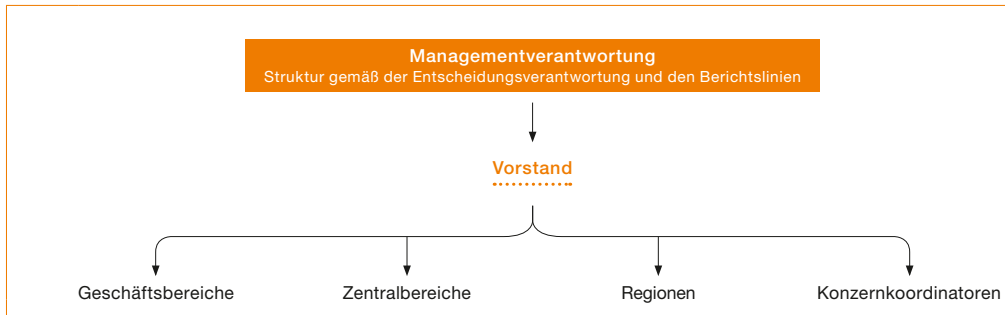 Managementverantwortung
Struktur gemäß der Entscheidungsverantwortung und den Berichtslinien
Vorstand
Geschäftsbereiche Zentralbereiche Regionen Konzernkoordinatoren